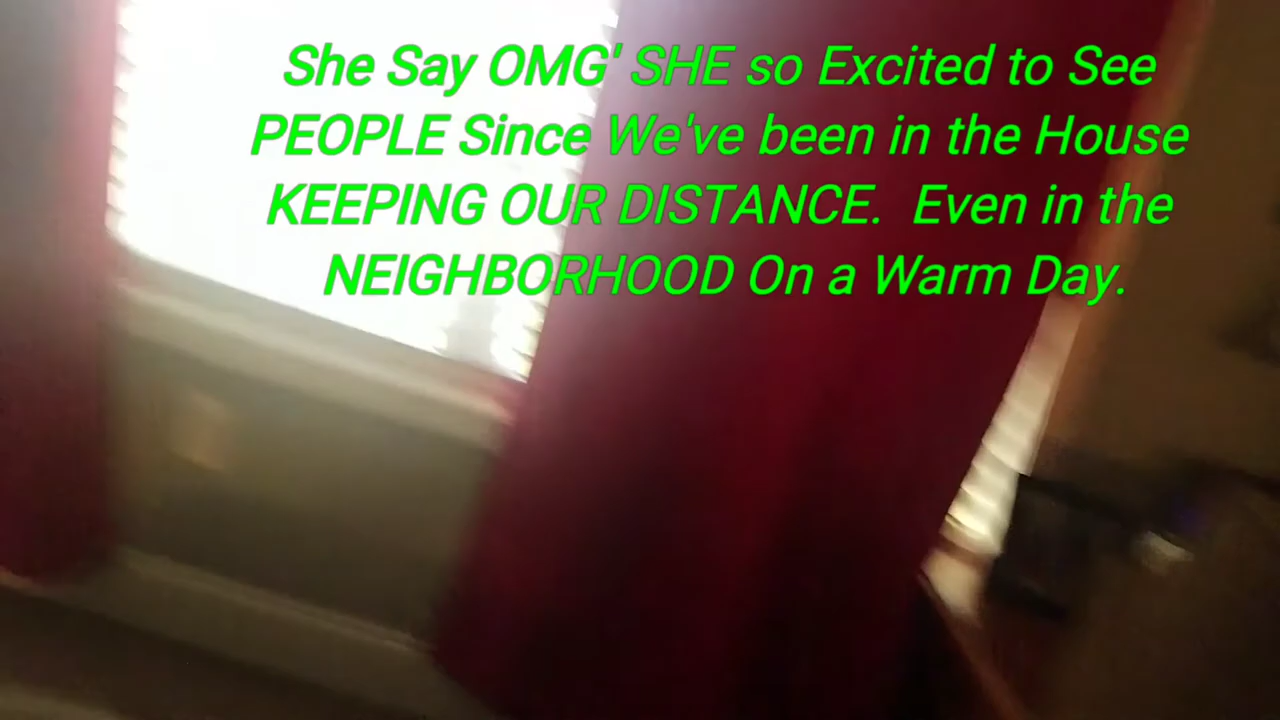 She Say OMG' SHE so Excited to See
PEOPLE Since We've been in the House
KEEPING OUR DISTANCE.  Even in the
NEIGHBORHOOD On a Warm Day.